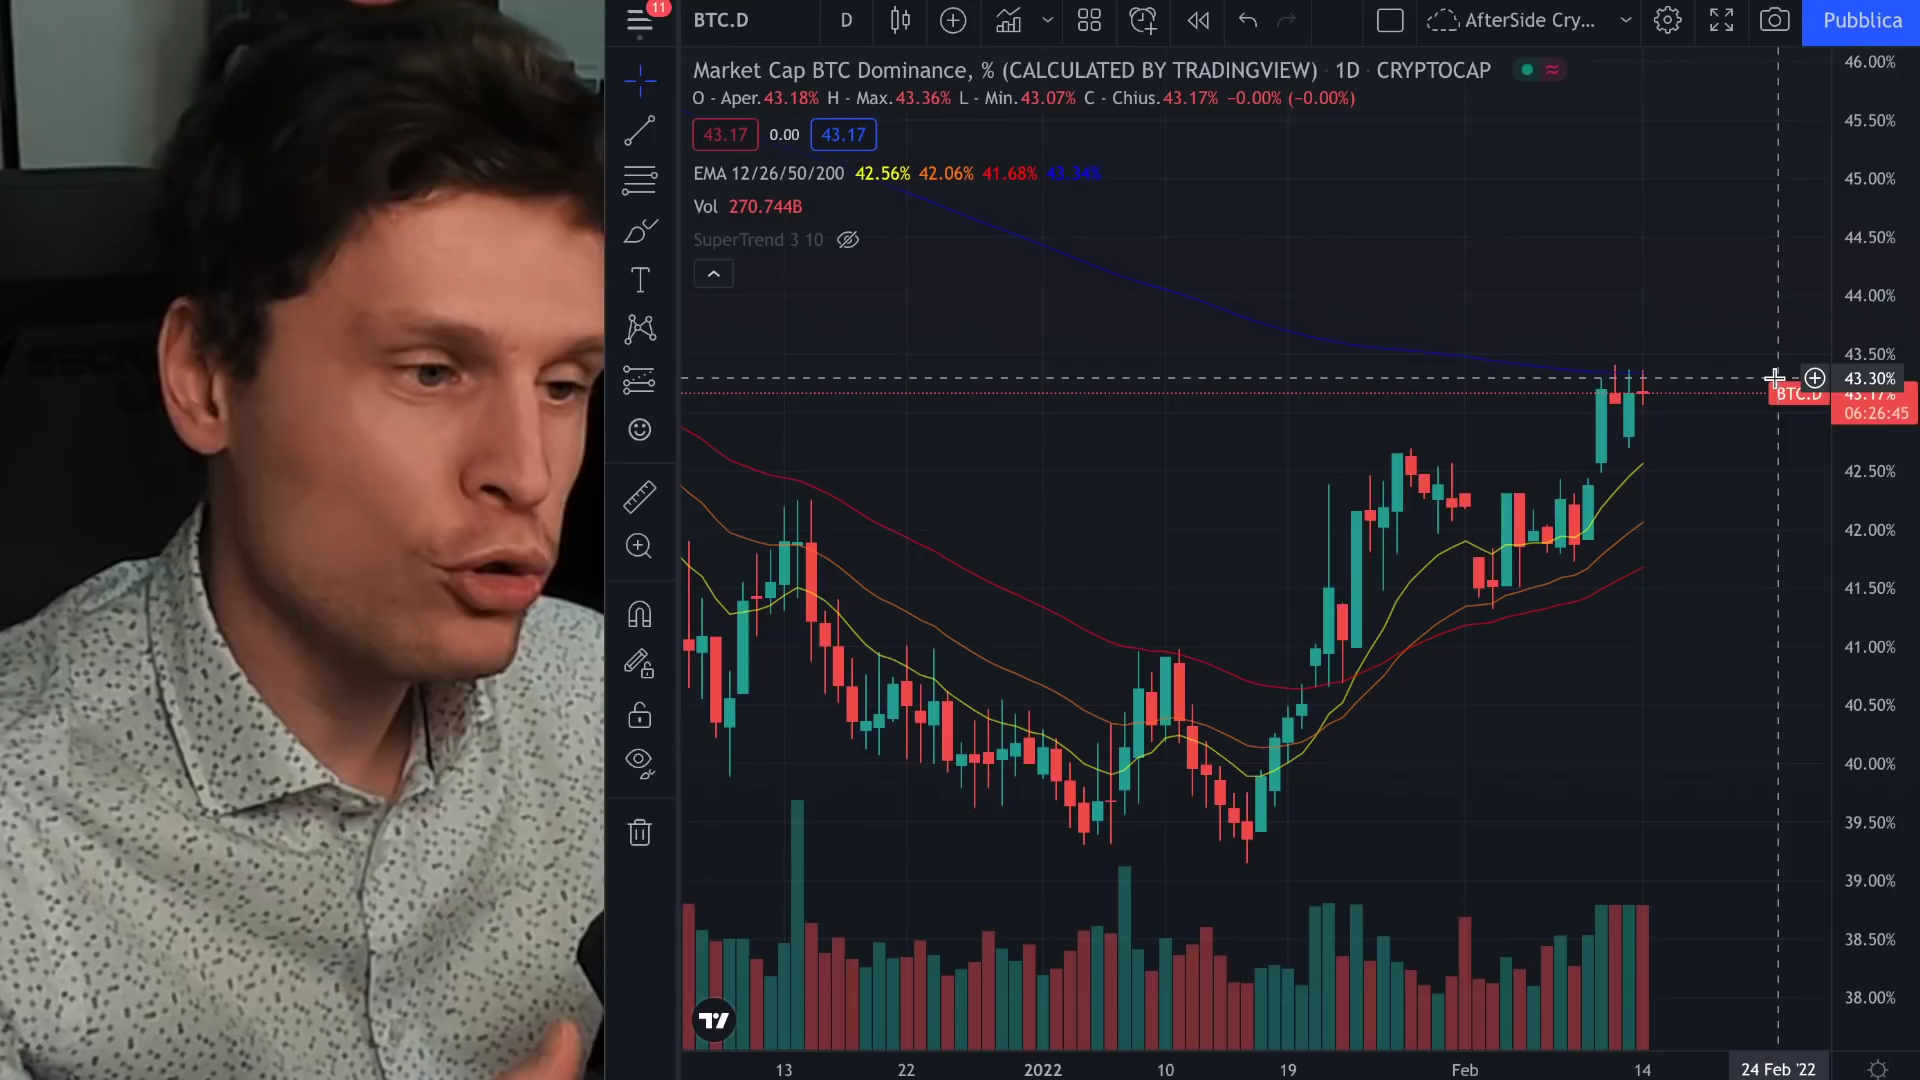 11
BTC.D
D
AfterSide Cry...
Pubblica
Market Cap BTC Dominance, % (CALCULATED BY TRADINGVIEW) · 1D · CRYPTOCAP
O - Aper.43.18% H - Max.43.36% L - Min.43.07% C - Chius.43.17% −0.00% (−0.00%)
43.17 0.00 43.17
EMA 12/26/50/200 42.56% 42.06% 41.68% 43.34%
Vol 270.744B
SuperTrend 3 10
46.00%
45.50%
45.00%
44.50%
44.00%
43.50%
43.30%
BTC.D 43.17%
06:26:45
42.50%
42.00%
41.50%
41.00%
40.50%
40.00%
39.50%
39.00%
38.50%
38.00%
13 22 2022 10 19 Feb 14 24 Feb '22